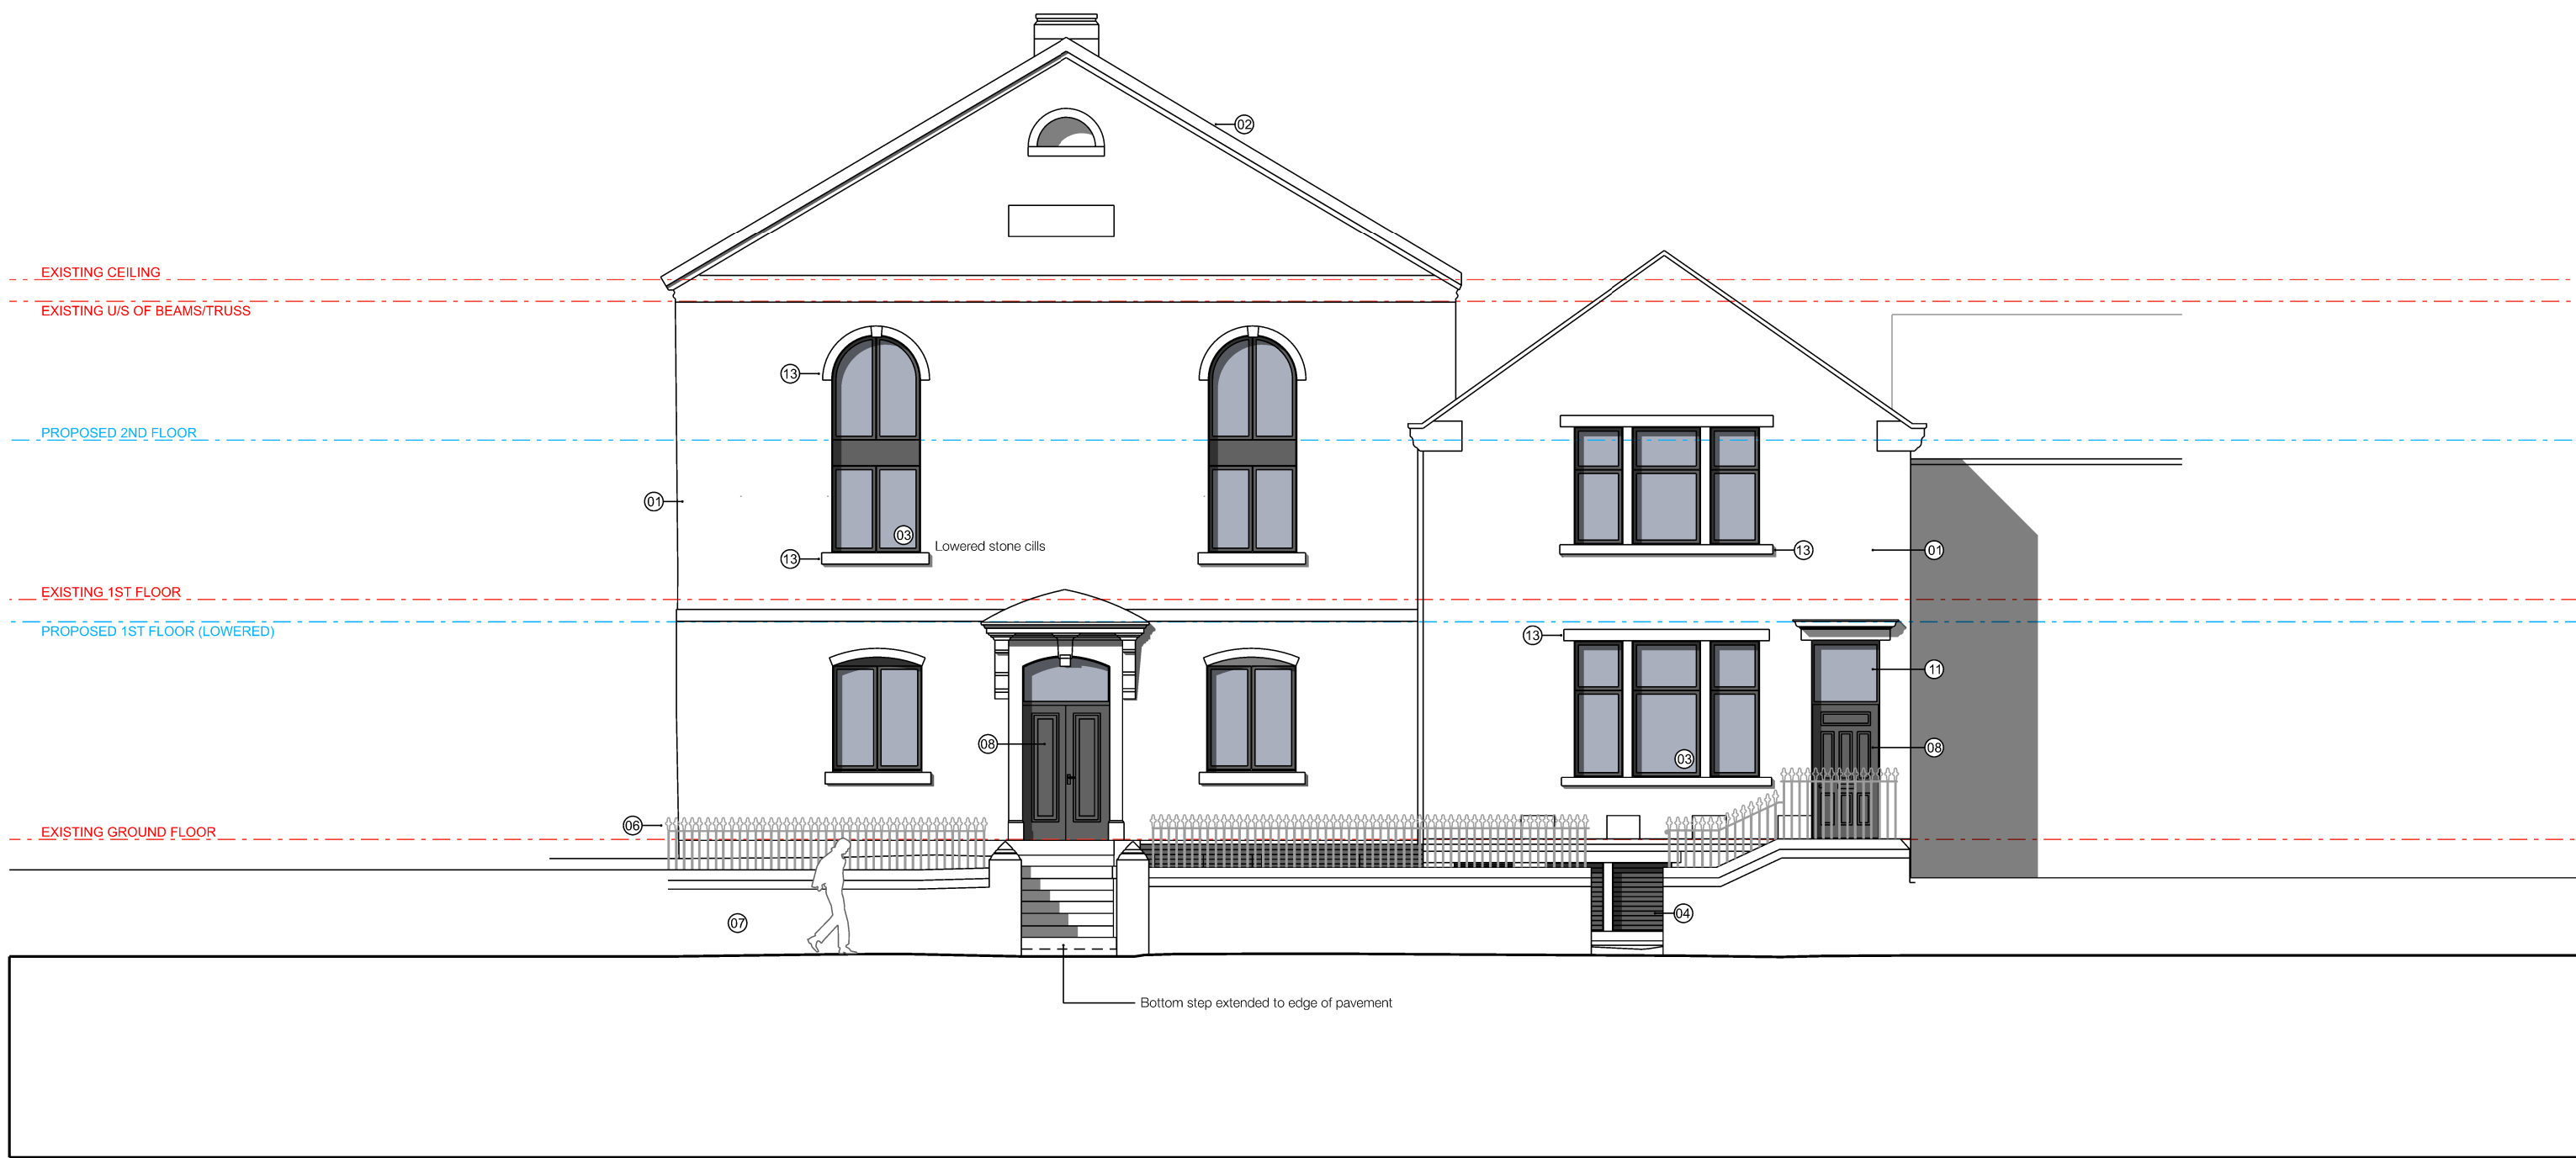 02
EXISTING CEILING
EXISTING U/S OF BEAMS/TRUSS
13
PROPOSED 2ND FLOOR
01
03
Lowered stone cills
13
13
01
EXISTING 1ST FLOOR
PROPOSED 1ST FLOOR (LOWERED)
13
11
08
08
03
06
EXISTING GROUND FLOOR
07
04
Bottom step extended to edge of pavement